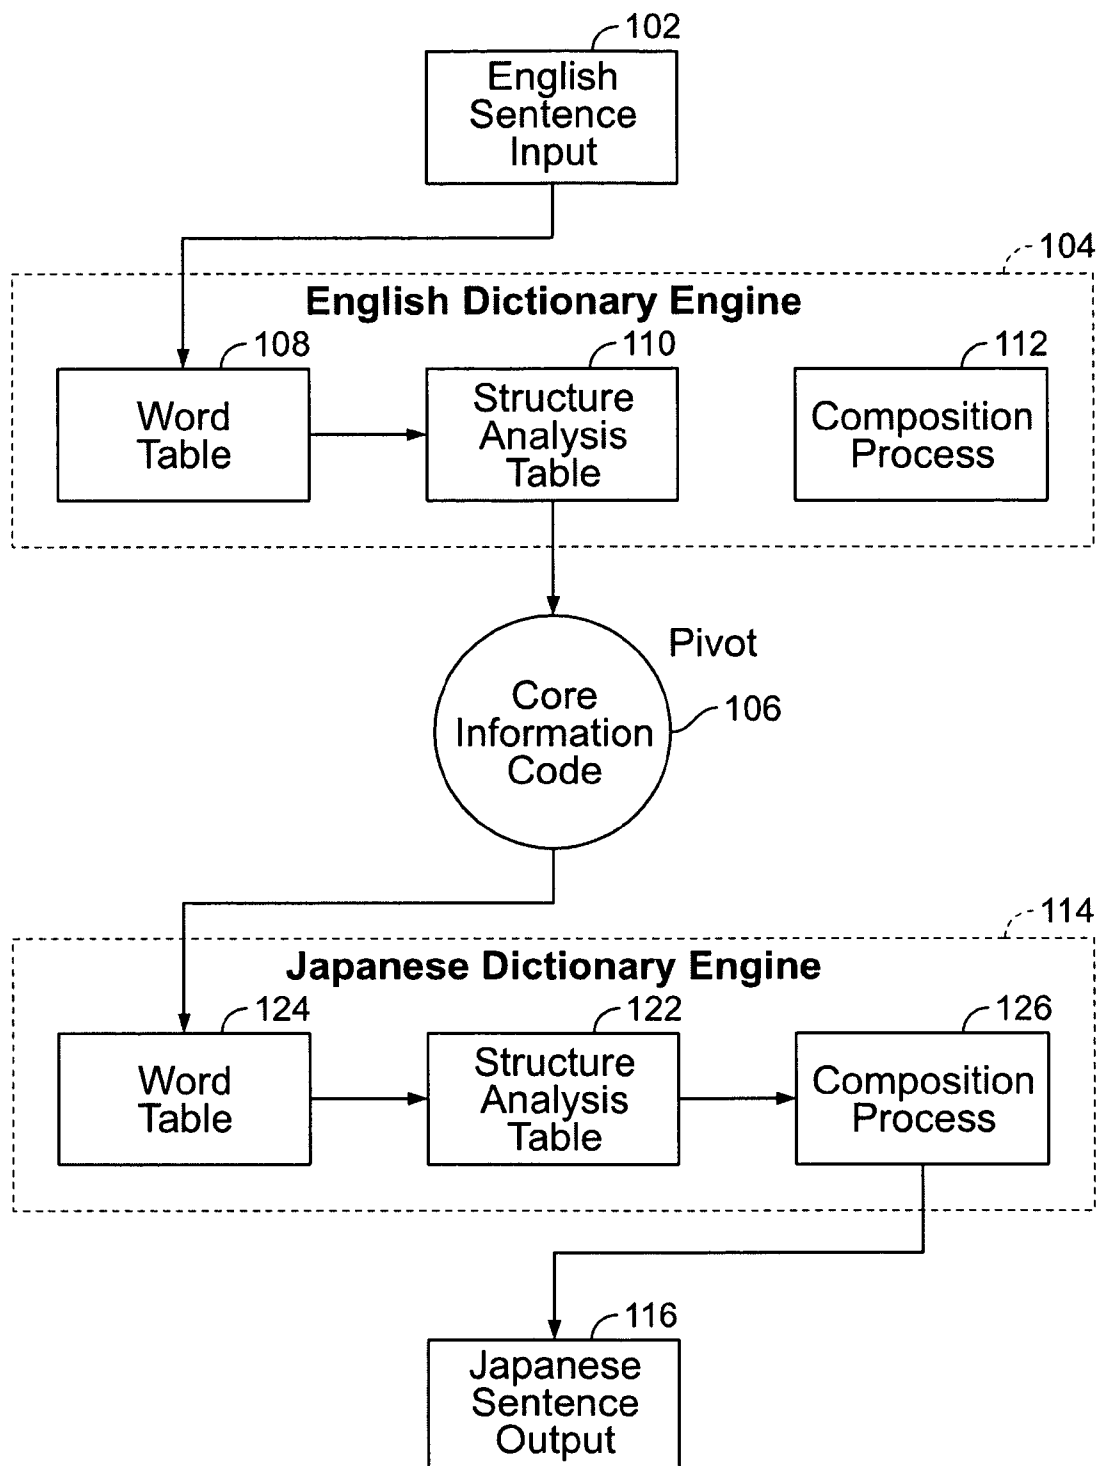 102
English
Sentence
Input
104
English Dictionary Engine
108
Word
Table
110
Structure
Analysis
Table
112
Composition
Process
Pivot
Core
Information
Code
106
114
Japanese Dictionary Engine
124
Word
Table
122
Structure
Analysis
Table
126
Composition
Process
116
Japanese
Sentence
Output